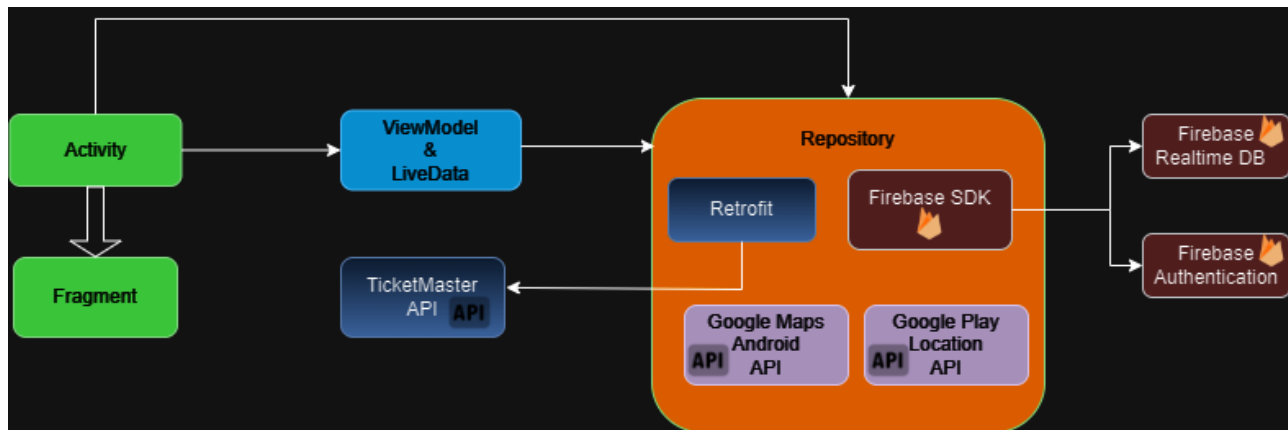 Activity
Fragment
ViewModel
&
LiveData
TicketMaster
API
API
Repository
Retrofit
Firebase SDK
Google Maps
Android
API
API
Google Play
Location
API
API
Firebase
Realtime DB
Firebase
Authentication